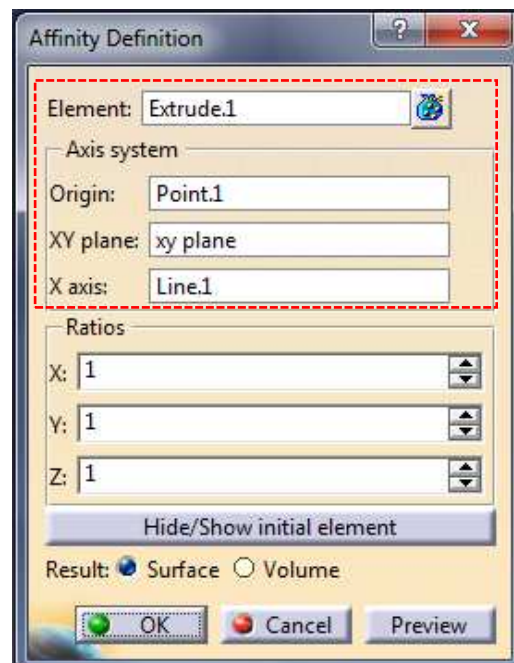 Affinity Definition
?
X
Element: Extrude.1
Axis system
Origin: Point.1
XY plane: xy plane
X axis: Line.1
Ratios
X: 1
Y: 1
Z: 1
Hide/Show initial element
Result: Surface Volume
OK Cancel Preview